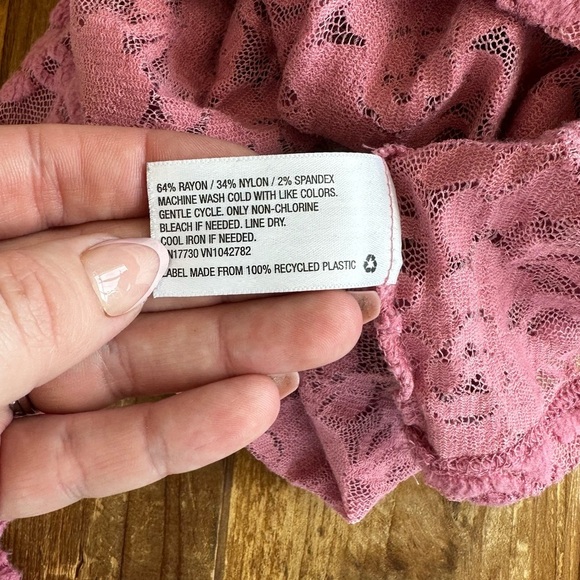 64% RAYON / 34% NYLON / 2% SPANDEX
MACHINE WASH COLD WITH LIKE COLORS.
GENTLE CYCLE. ONLY NON-CHLORINE
BLEACH IF NEEDED. LINE DRY.
COOL IRON IF NEEDED.
N17730 VN1042782
LABEL MADE FROM 100% RECYCLED PLASTIC